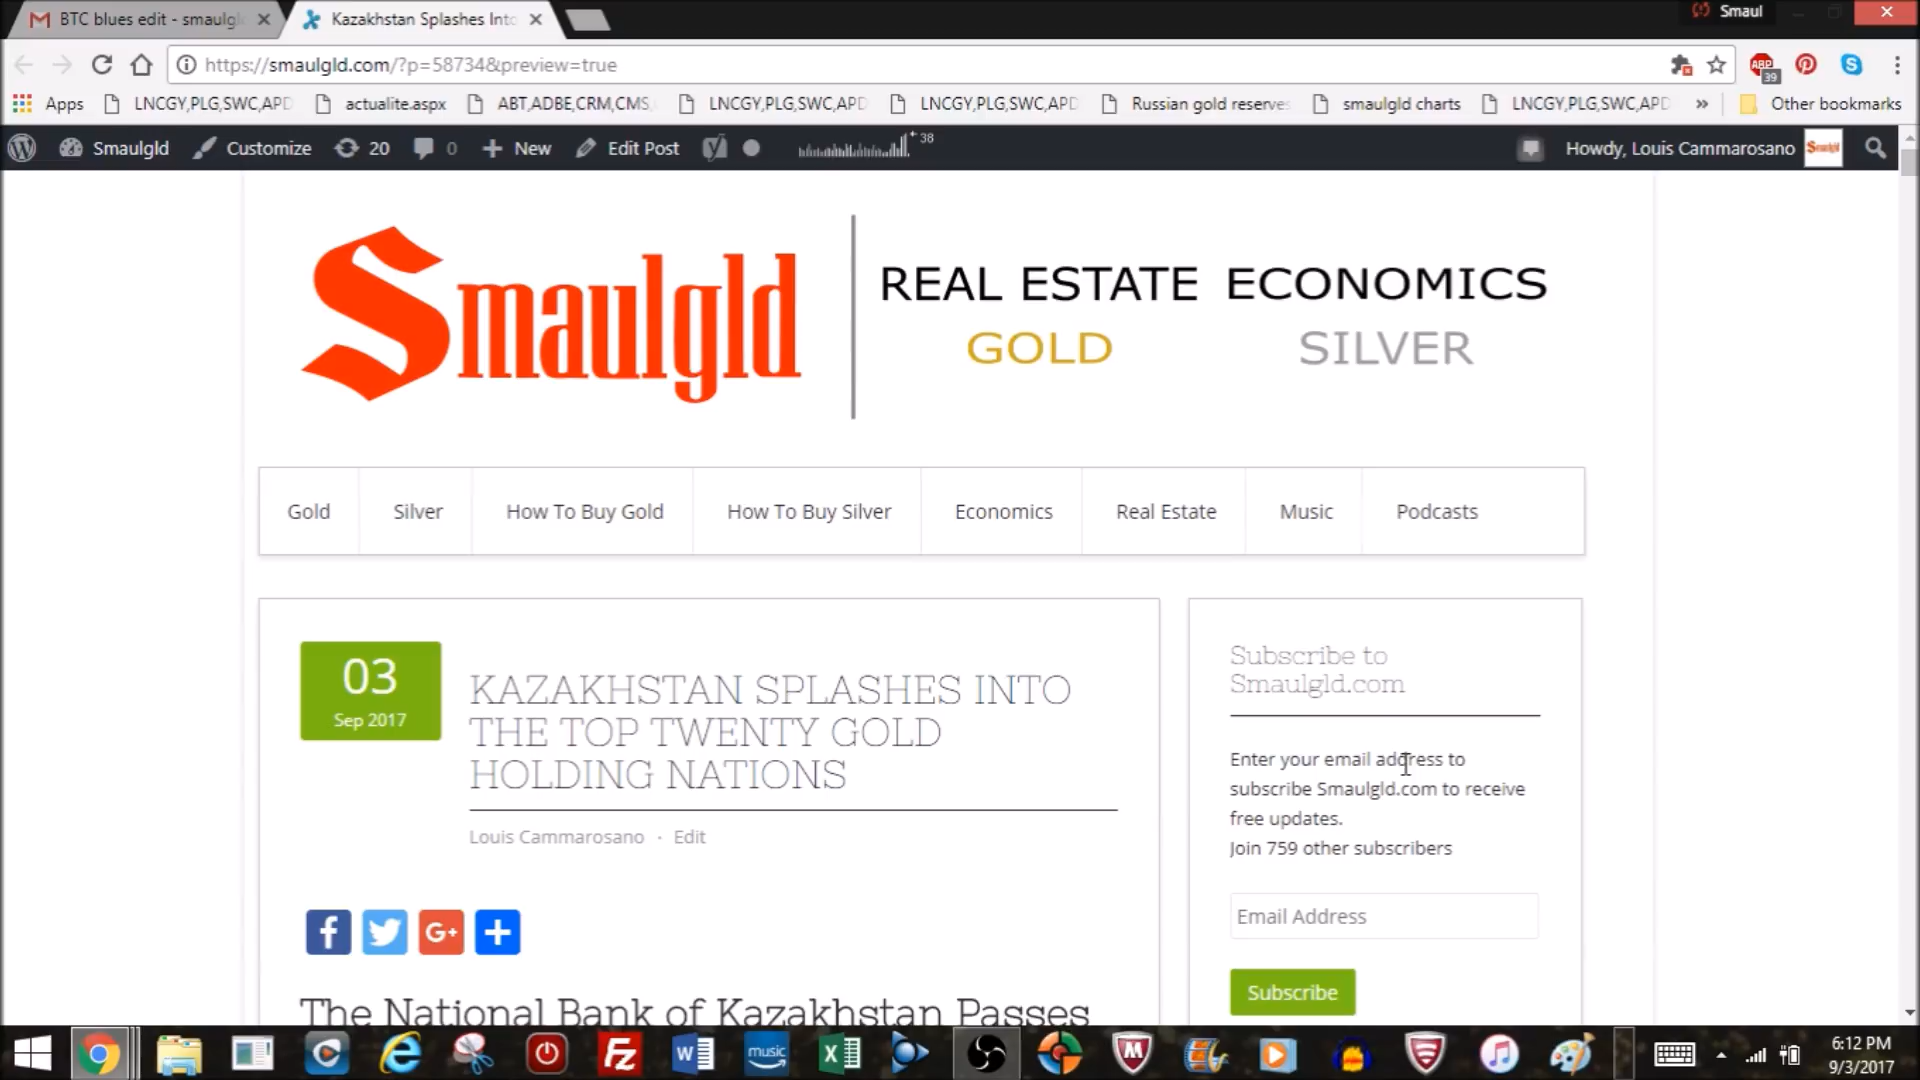 BTC blues edit - smaulgl
Kazakhstan Splashes Into
Smaul
https://smaulgld.com/?p=58734&preview=true
ABP
39
Apps
LNCGY,PLG,SWC,APD
actualite.aspx
ABT,ADBE,CRM,CMS,
LNCGY,PLG,SWC,APD
LNCGY,PLG,SWC,APD
Russian gold reserves
smaulgld charts
LNCGY,PLG,SWC,APD
»
Other bookmarks
Smaulgld
Customize
20
0
New
Edit Post
38
Howdy, Louis Cammarosano
Smaulgld
Smaulgld
REAL ESTATE ECONOMICS
GOLD SILVER
Gold
Silver
How To Buy Gold
How To Buy Silver
Economics
Real Estate
Music
Podcasts
03
Sep 2017
KAZAKHSTAN SPLASHES INTO
THE TOP TWENTY GOLD
HOLDING NATIONS
Louis Cammarosano · Edit
The National Bank of Kazakhstan Passes
Subscribe to
Smaulgld.com
Enter your email address to
subscribe Smaulgld.com to receive
free updates.
Join 759 other subscribers
Email Address
Subscribe
music
6:12 PM
9/3/2017